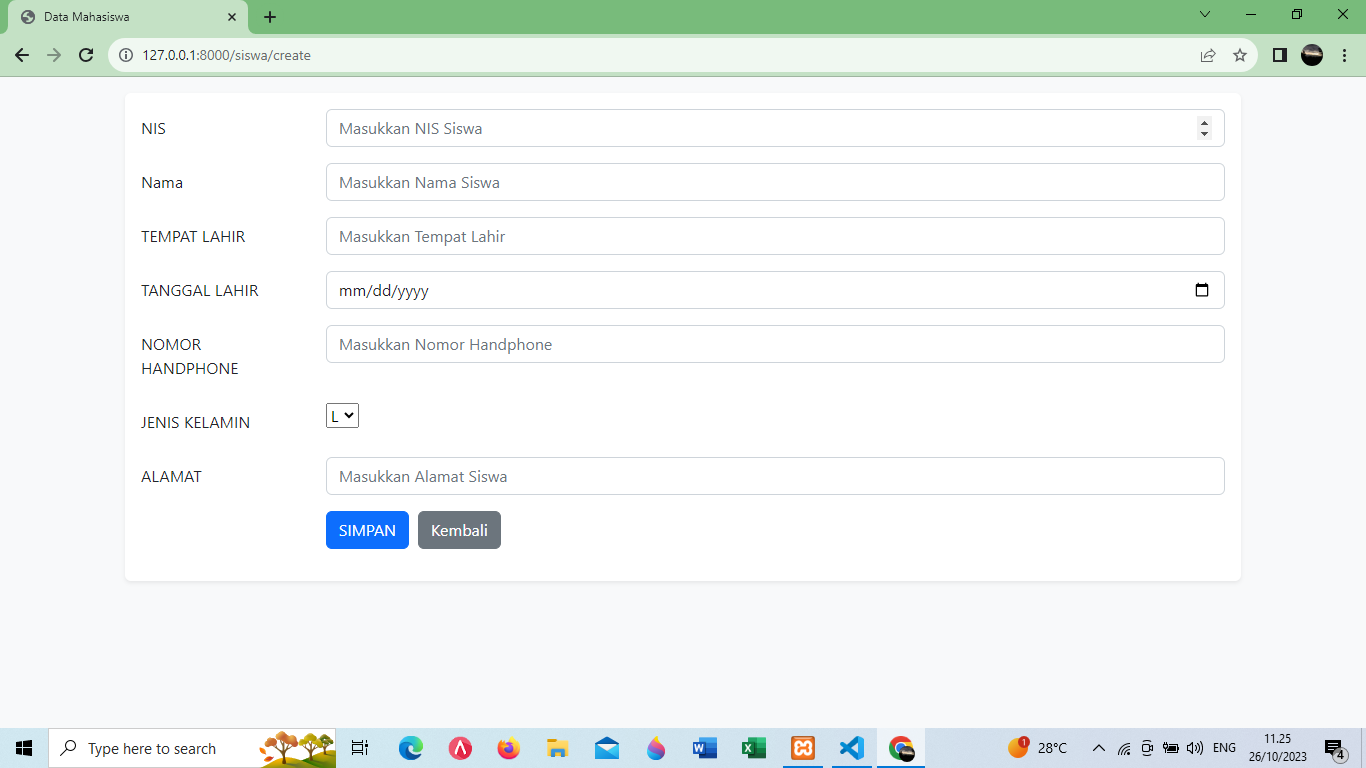 Data Mahasiswa
127.0.0.1:8000/siswa/create
NIS
Masukkan NIS Siswa
Nama
Masukkan Nama Siswa
TEMPAT LAHIR
Masukkan Tempat Lahir
TANGGAL LAHIR
mm/dd/yyyy
NOMOR
HANDPHONE
Masukkan Nomor Handphone
JENIS KELAMIN
L
ALAMAT
Masukkan Alamat Siswa
SIMPAN Kembali
Type here to search
1
28°C
ENG
11.25
26/10/2023
4